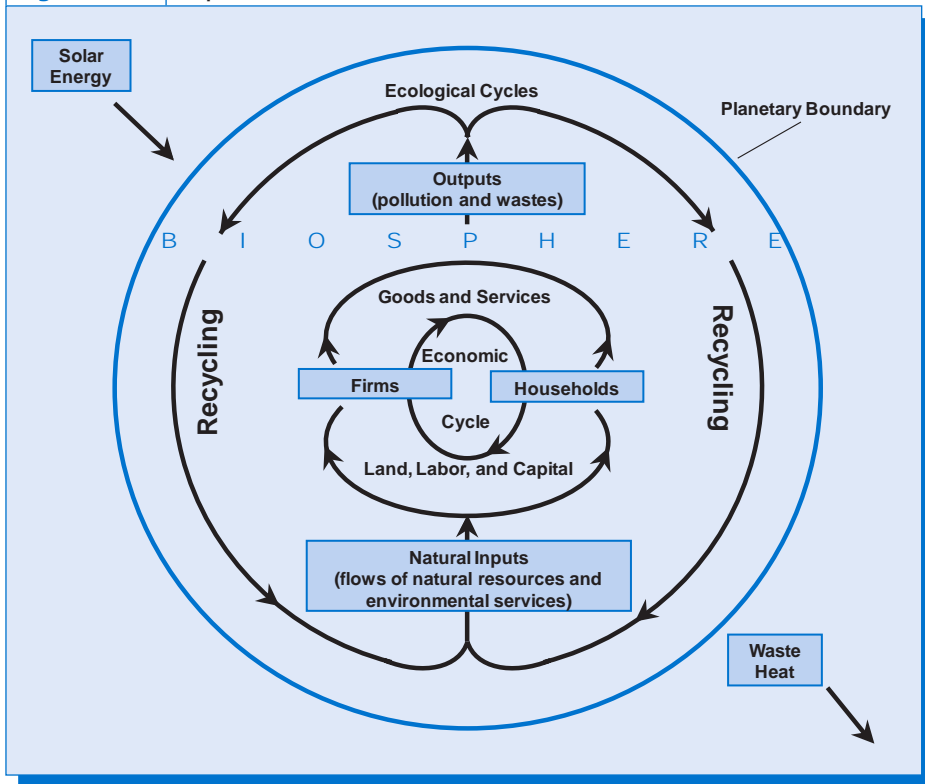 Solar
Energy
Ecological Cycles
Planetary Boundary
Outputs
(pollution and wastes)
B I O S P H E R E
Goods and Services
Recycling
Recycling
Economic
Firms
Households
Cycle
Land, Labor, and Capital
Natural Inputs
(flows of natural resources and
environmental services)
Waste
Heat